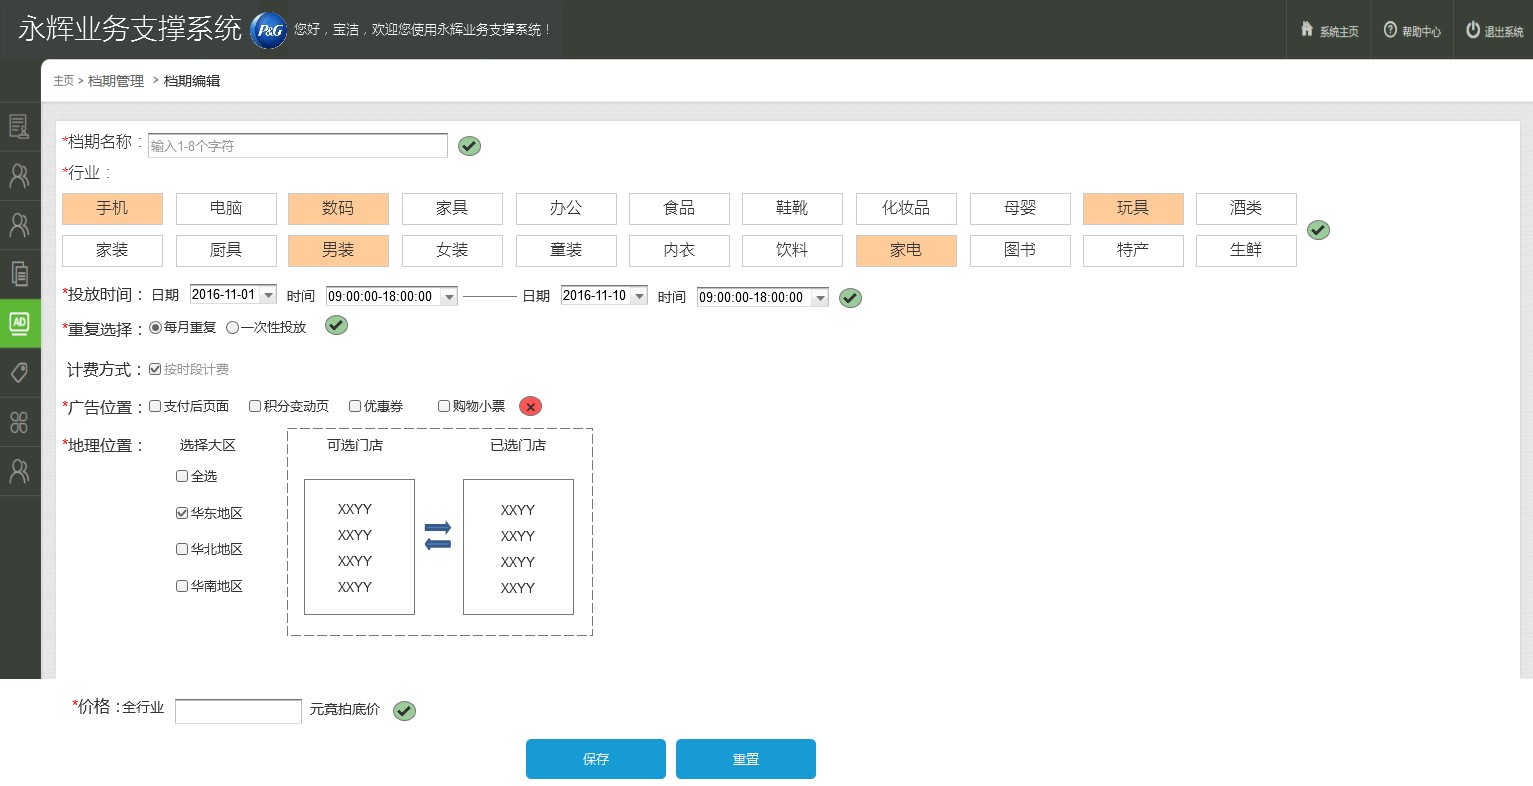 永辉业务支撑系统 P&G 您好，宝洁，欢迎您使用永辉业务支撑系统！ 系统主页 帮助中心 退出系统
主页 > 档期管理 > 档期编辑
*档期名称： 输入1-8个字符
*行业：
手机 电脑 数码 家具 办公 食品 鞋靴 化妆品 母婴 玩具 酒类
家装 厨具 男装 女装 童装 内衣 饮料 家电 图书 特产 生鲜
*投放时间： 日期 2016-11-01 时间 09:00:00-18:00:00 日期 2016-11-10 时间 09:00:00-18:00:00
AD
*重复选择： 每月重复 一次性投放
计费方式： 按时段计费
*广告位置： 支付后页面 积分变动页 优惠券 购物小票
*地理位置： 选择大区 可选门店 已选门店
全选
华东地区 XXYY XXYY
华北地区 XXYY XXYY
华南地区 XXYY XXYY
XXYY XXYY
*价格：全行业 元竞拍底价
保存 重置